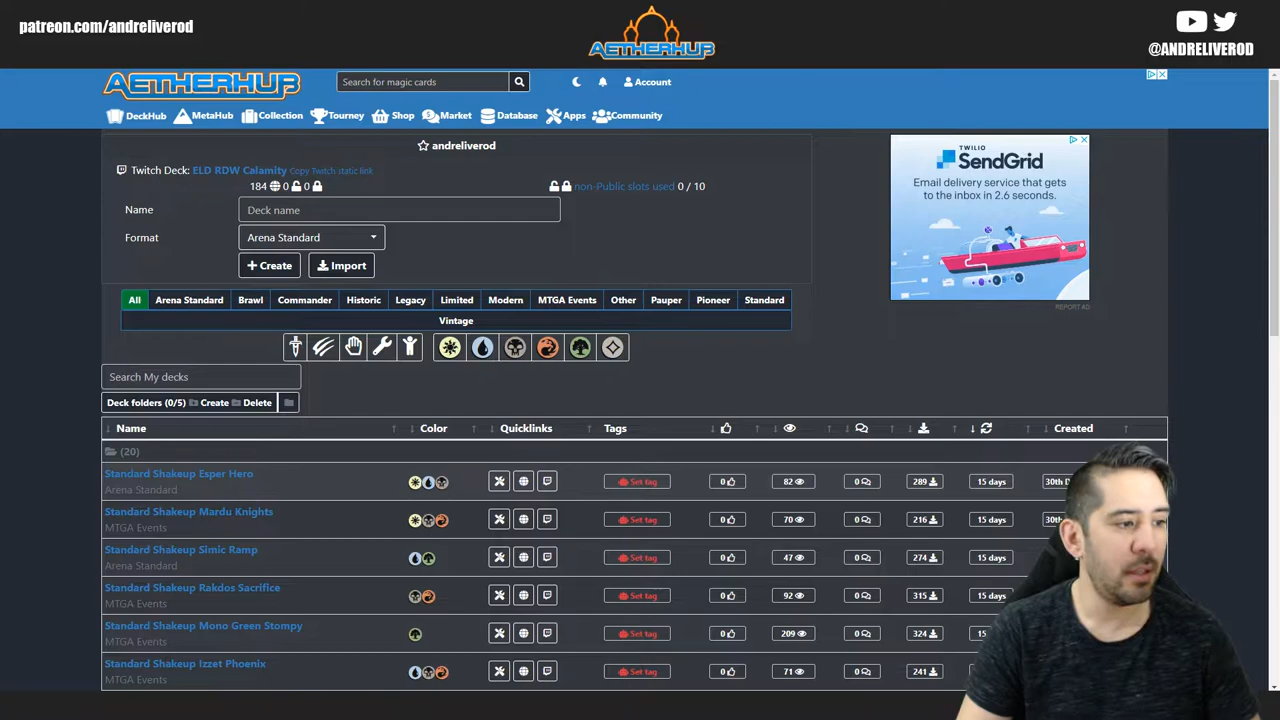 patreon.com/andreliverod
AETHERHUB
@ANDRELIVEROD
AETHERHUB
Search for magic cards
Account
DeckHub MetaHub Collection Tourney Shop Market Database Apps Community
andreliverod
Twitch Deck: ELD RDW Calamity Copy Twitch static link
184 0 0
non-Public slots used 0 / 10
Name Deck name
Format Arena Standard
+ Create Import
All Arena Standard Brawl Commander Historic Legacy Limited Modern MTGA Events Other Pauper Pioneer Standard
Vintage
TWILIO
SendGrid
Email delivery service that gets
to the inbox in 2.6 seconds.
REPORT AD
Search My decks
Deck folders (0/5) Create Delete
Name Color Quicklinks Tags Created
(20)
Standard Shakeup Esper Hero
Arena Standard
Set tag 0 82 0 289 15 days
Standard Shakeup Mardu Knights
MTGA Events
Set tag 0 70 0 216 15 days
Standard Shakeup Simic Ramp
Arena Standard
Set tag 0 47 0 274 15 days
Standard Shakeup Rakdos Sacrifice
MTGA Events
Set tag 0 92 0 315 15 days
Standard Shakeup Mono Green Stompy
MTGA Events
Set tag 0 209 0 324
Standard Shakeup Izzet Phoenix
MTGA Events
Set tag 0 71 0 241